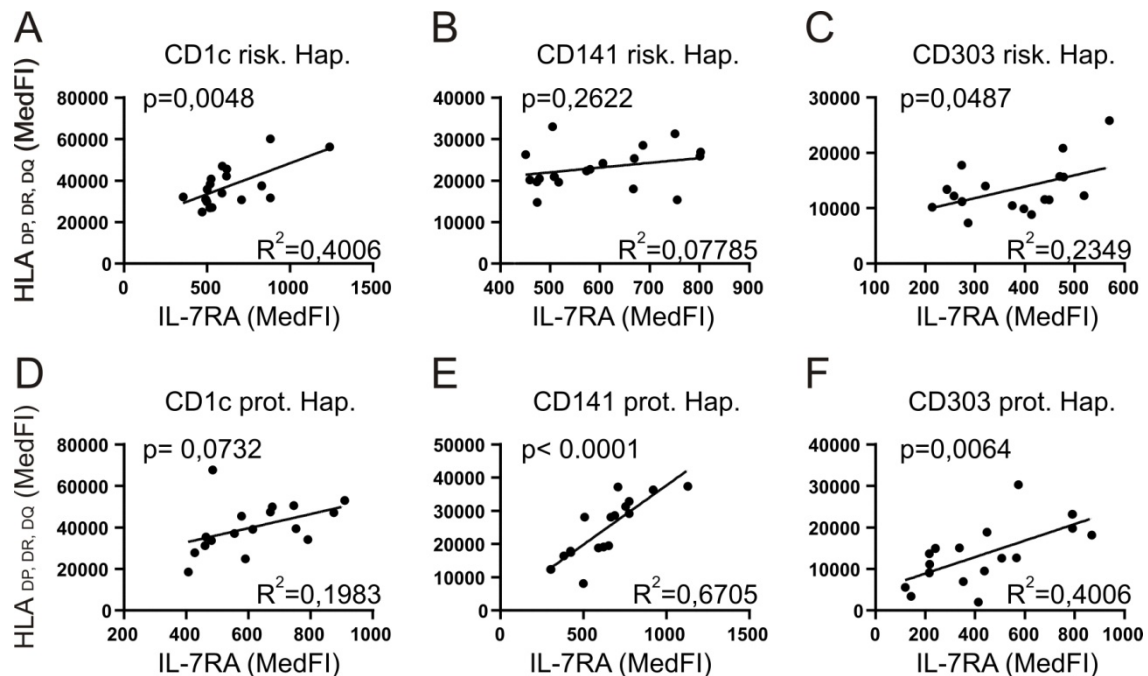 A
CD1c risk. Hap.
HLA DP, DR, DQ (MedFI)
p=0,0048
80000
60000
40000
20000
0
R2=0,4006
0 500 1000 1500
IL-7RA (MedFI)
B
CD141 risk. Hap.
p=0,2622
40000
30000
20000
10000
0
R2=0,07785
400 500 600 700 800 900
IL-7RA (MedFI)
C
CD303 risk. Hap.
p=0,0487
30000
20000
10000
0
R2=0,2349
100 200 300 400 500 600
IL-7RA (MedFI)
D
CD1c prot. Hap.
HLA DP, DR, DQ (MedFI)
p= 0,0732
80000
60000
40000
20000
0
R2=0,1983
200 400 600 800 1000
IL-7RA (MedFI)
E
CD141 prot. Hap.
p< 0.0001
50000
40000
30000
20000
10000
0
R2=0,6705
0 500 1000 1500
IL-7RA (MedFI)
F
CD303 prot. Hap.
p=0,0064
40000
30000
20000
10000
0
R2=0,4006
0 200 400 600 800 1000
IL-7RA (MedFI)